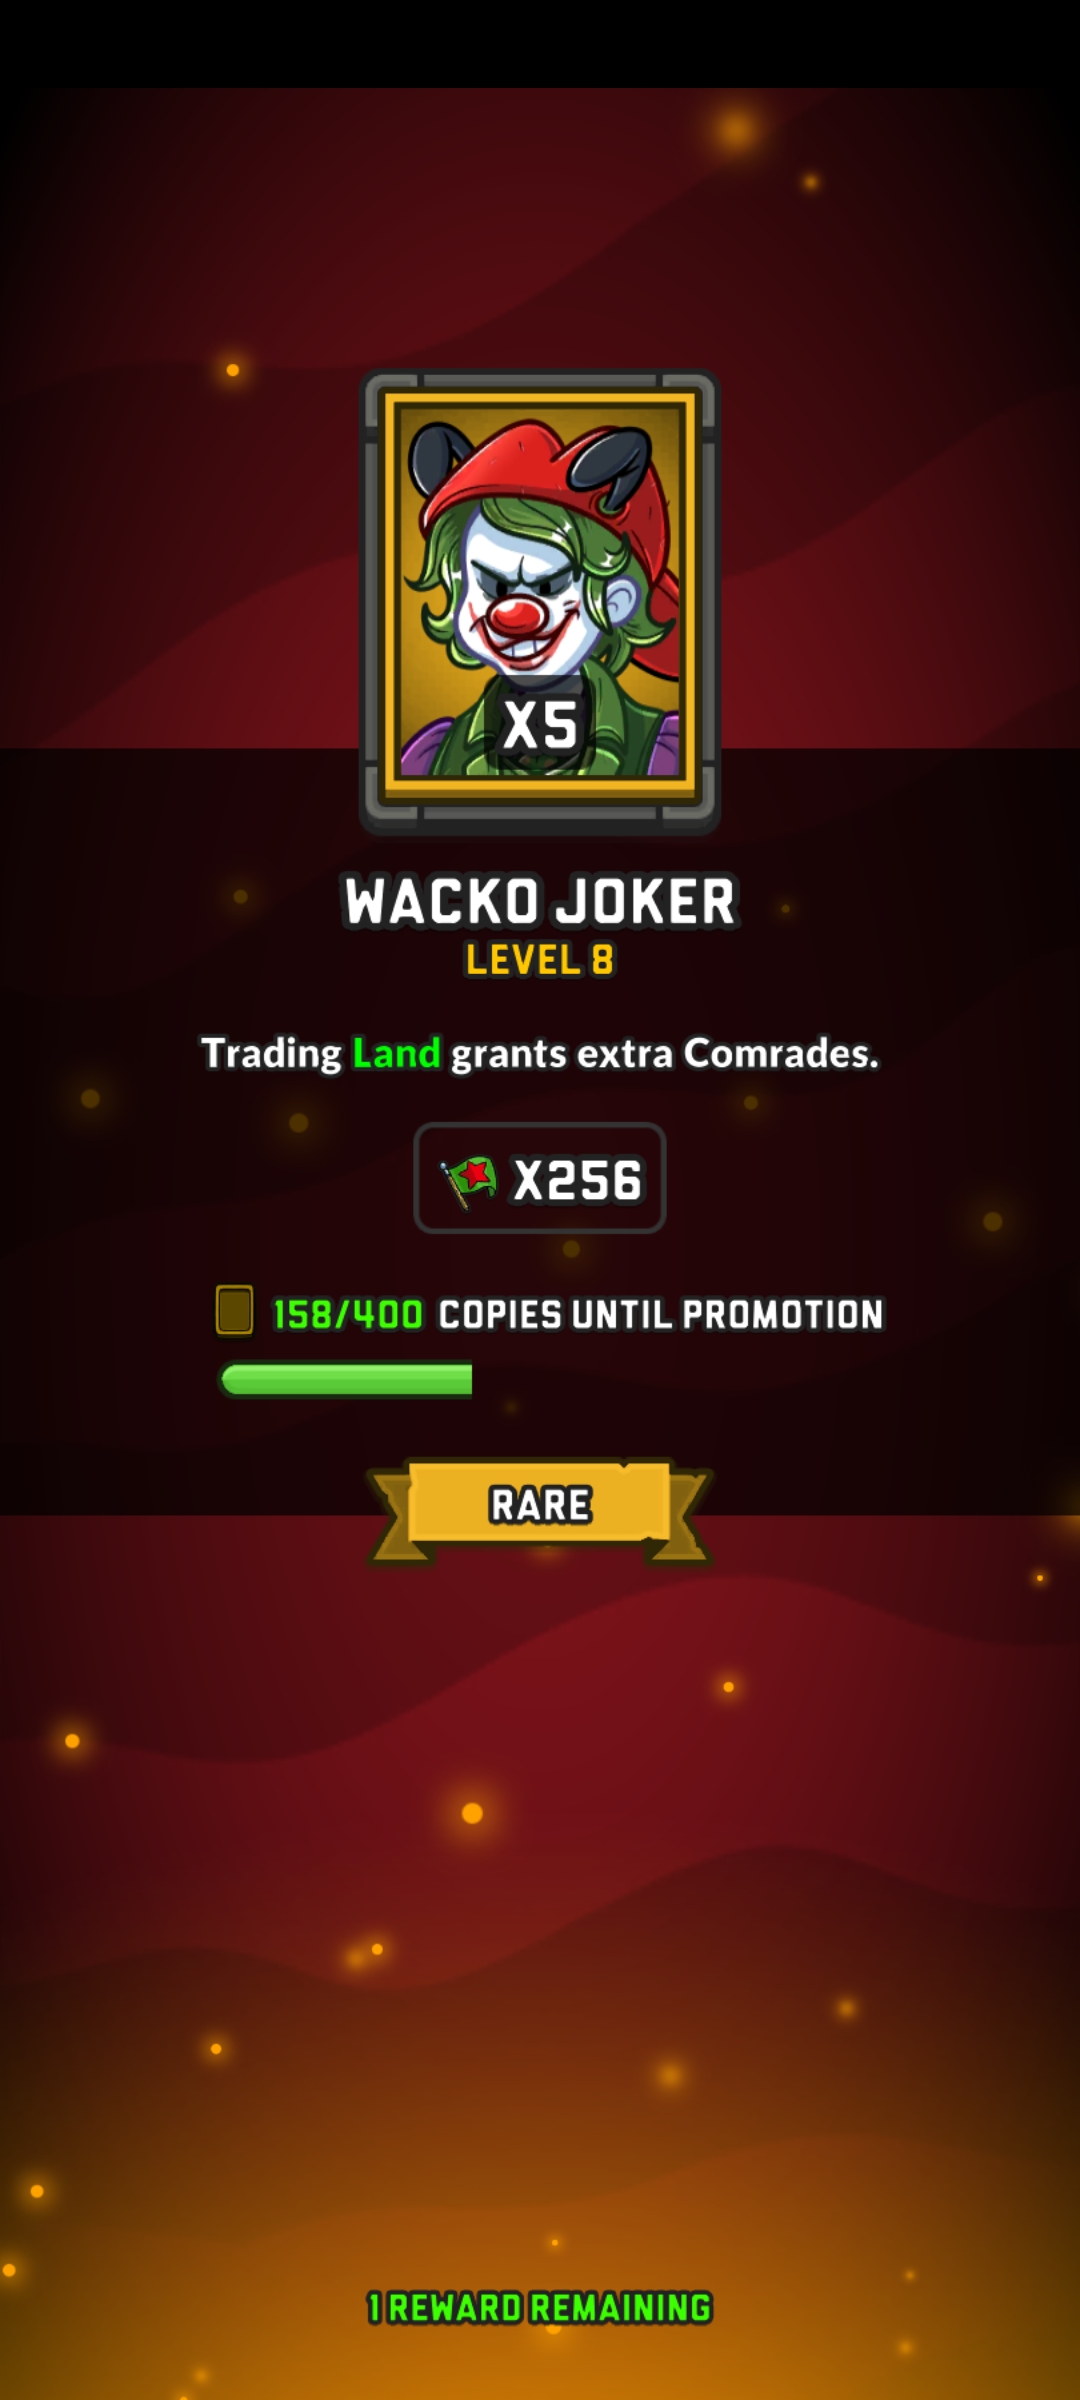 X5
WACKO JOKER
LEVEL 8
Trading Land grants extra Comrades.
X256
158/400 COPIES UNTIL PROMOTION
RARE
1 REWARD REMAINING